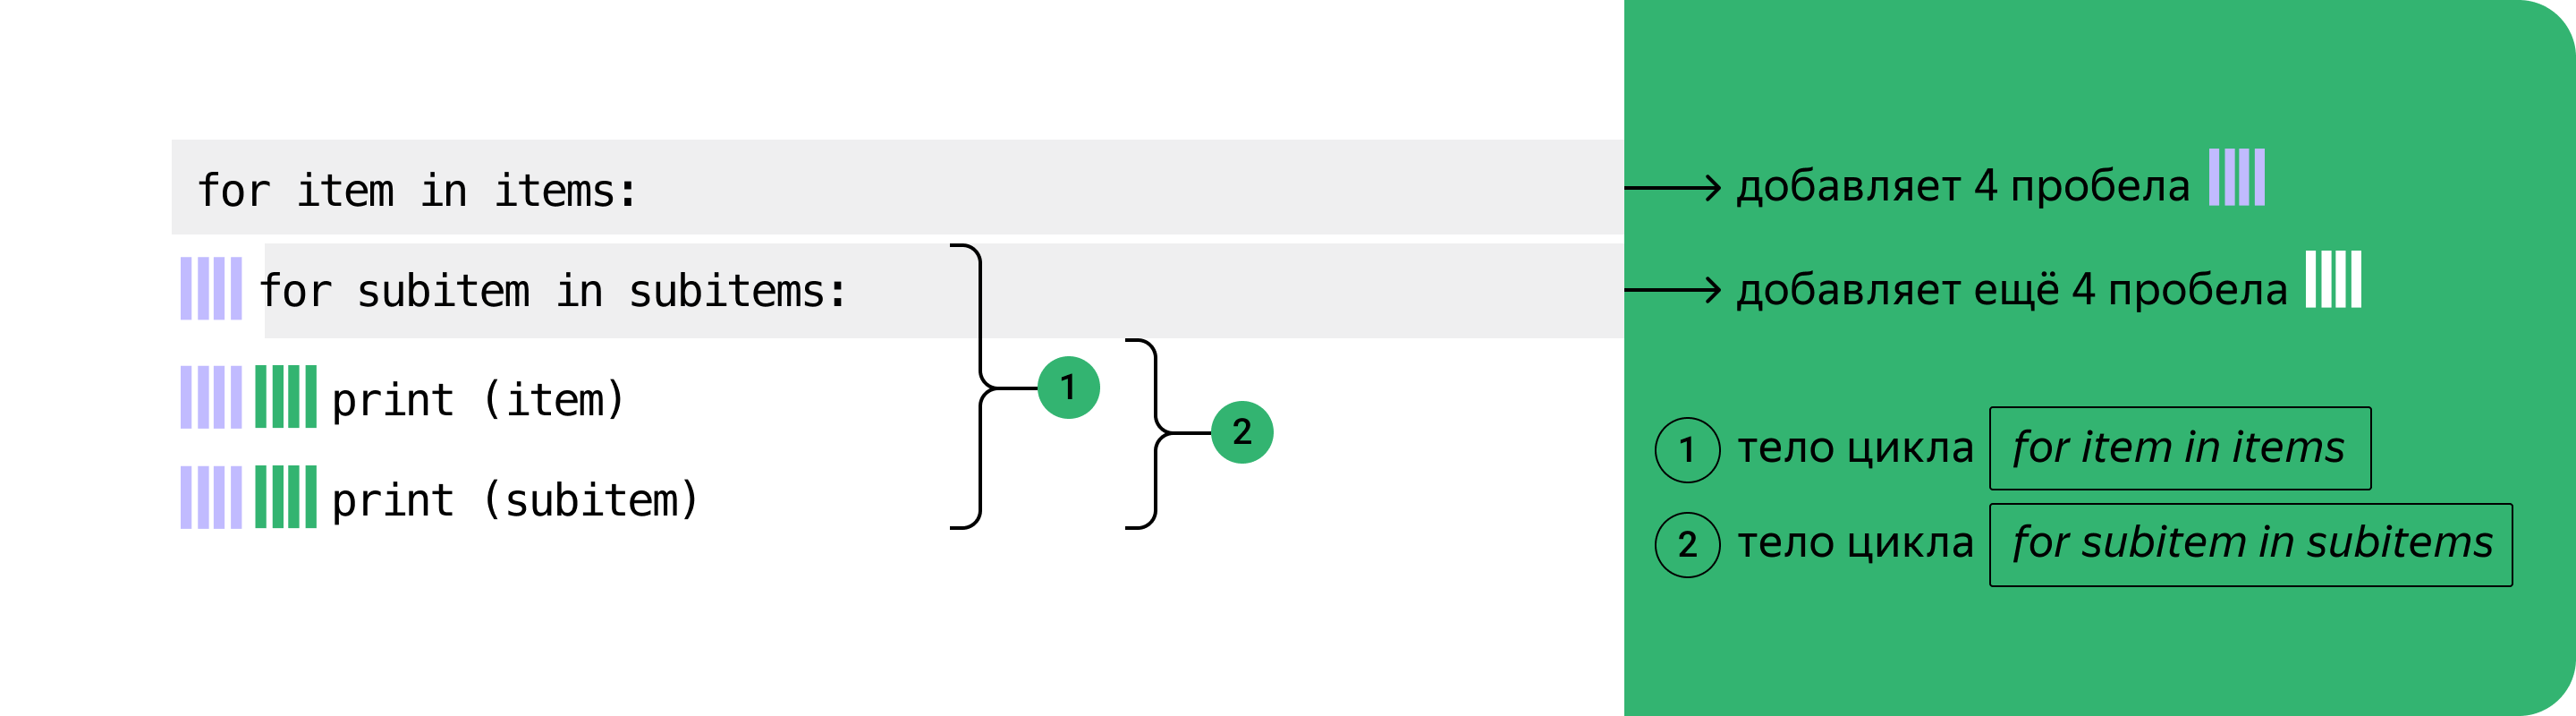 for item in items:
for subitem in subitems:
print (item)
print (subitem)
1
2
добавляет 4 пробела
добавляет ещё 4 пробела
1 тело цикла for item in items
2 тело цикла for subitem in subitems